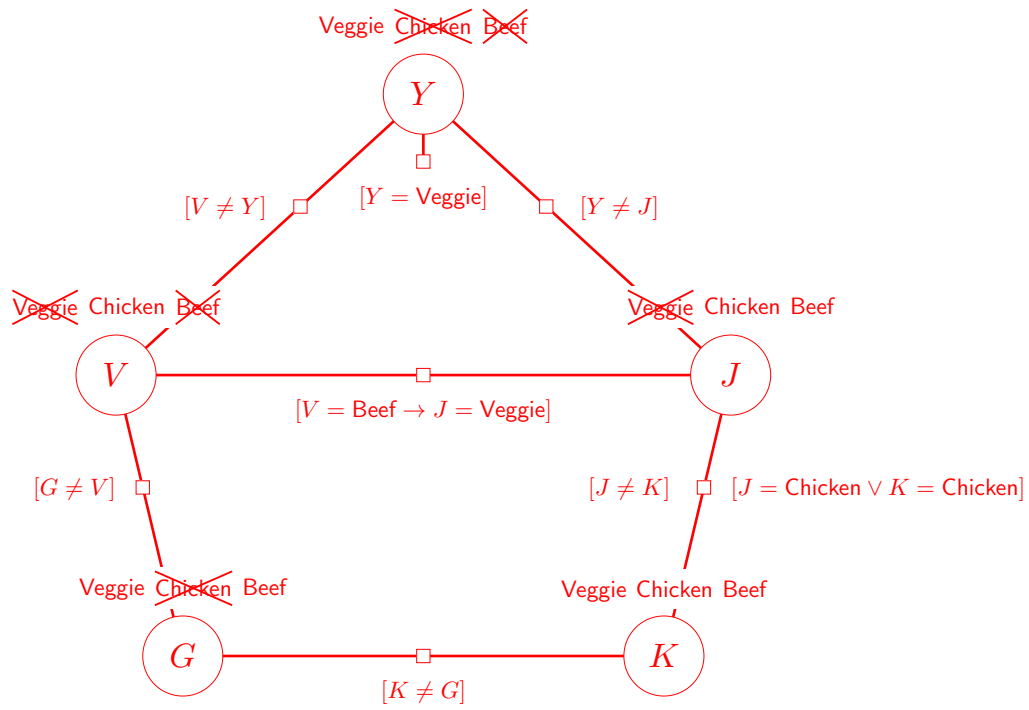 Veggie Chicken Beef
Y
[Y = Veggie]
[V ≠ Y]
[Y ≠ J]
Veggie Chicken Beef
Veggie Chicken Beef
V
J
[V = Beef → J = Veggie]
[G ≠ V]
[J ≠ K]
[J = Chicken ∨ K = Chicken]
Veggie Chicken Beef
Veggie Chicken Beef
G
K
[K ≠ G]